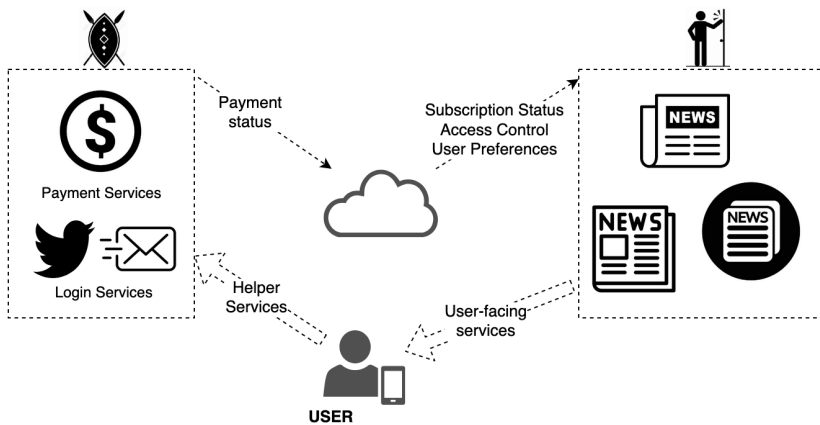 Payment
status
Subscription Status
Access Control
User Preferences
$
Payment Services
Login Services
NEWS
NEWS
NEWS
Helper
Services
User-facing
services
USER